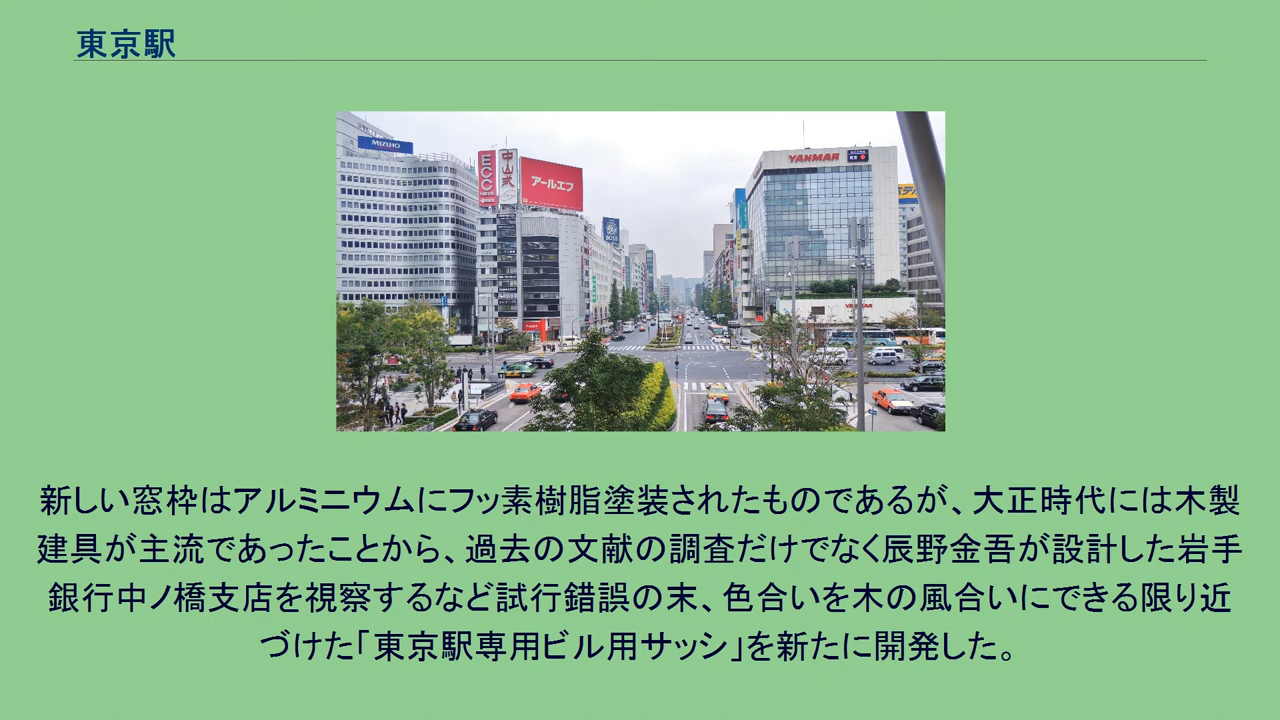 東京駅
MIZUHO
ECC
中山式
アールエフ
BOSS
YANMAR
YANMAR
新しい窓枠はアルミニウムにフッ素樹脂塗装されたものであるが、大正時代には木製
建具が主流であったことから、過去の文献の調査だけでなく辰野金吾が設計した岩手
銀行中ノ橋支店を視察するなど試行錯誤の末、色合いを木の風合いにできる限り近
づけた「東京駅専用ビル用サッシ」を新たに開発した。